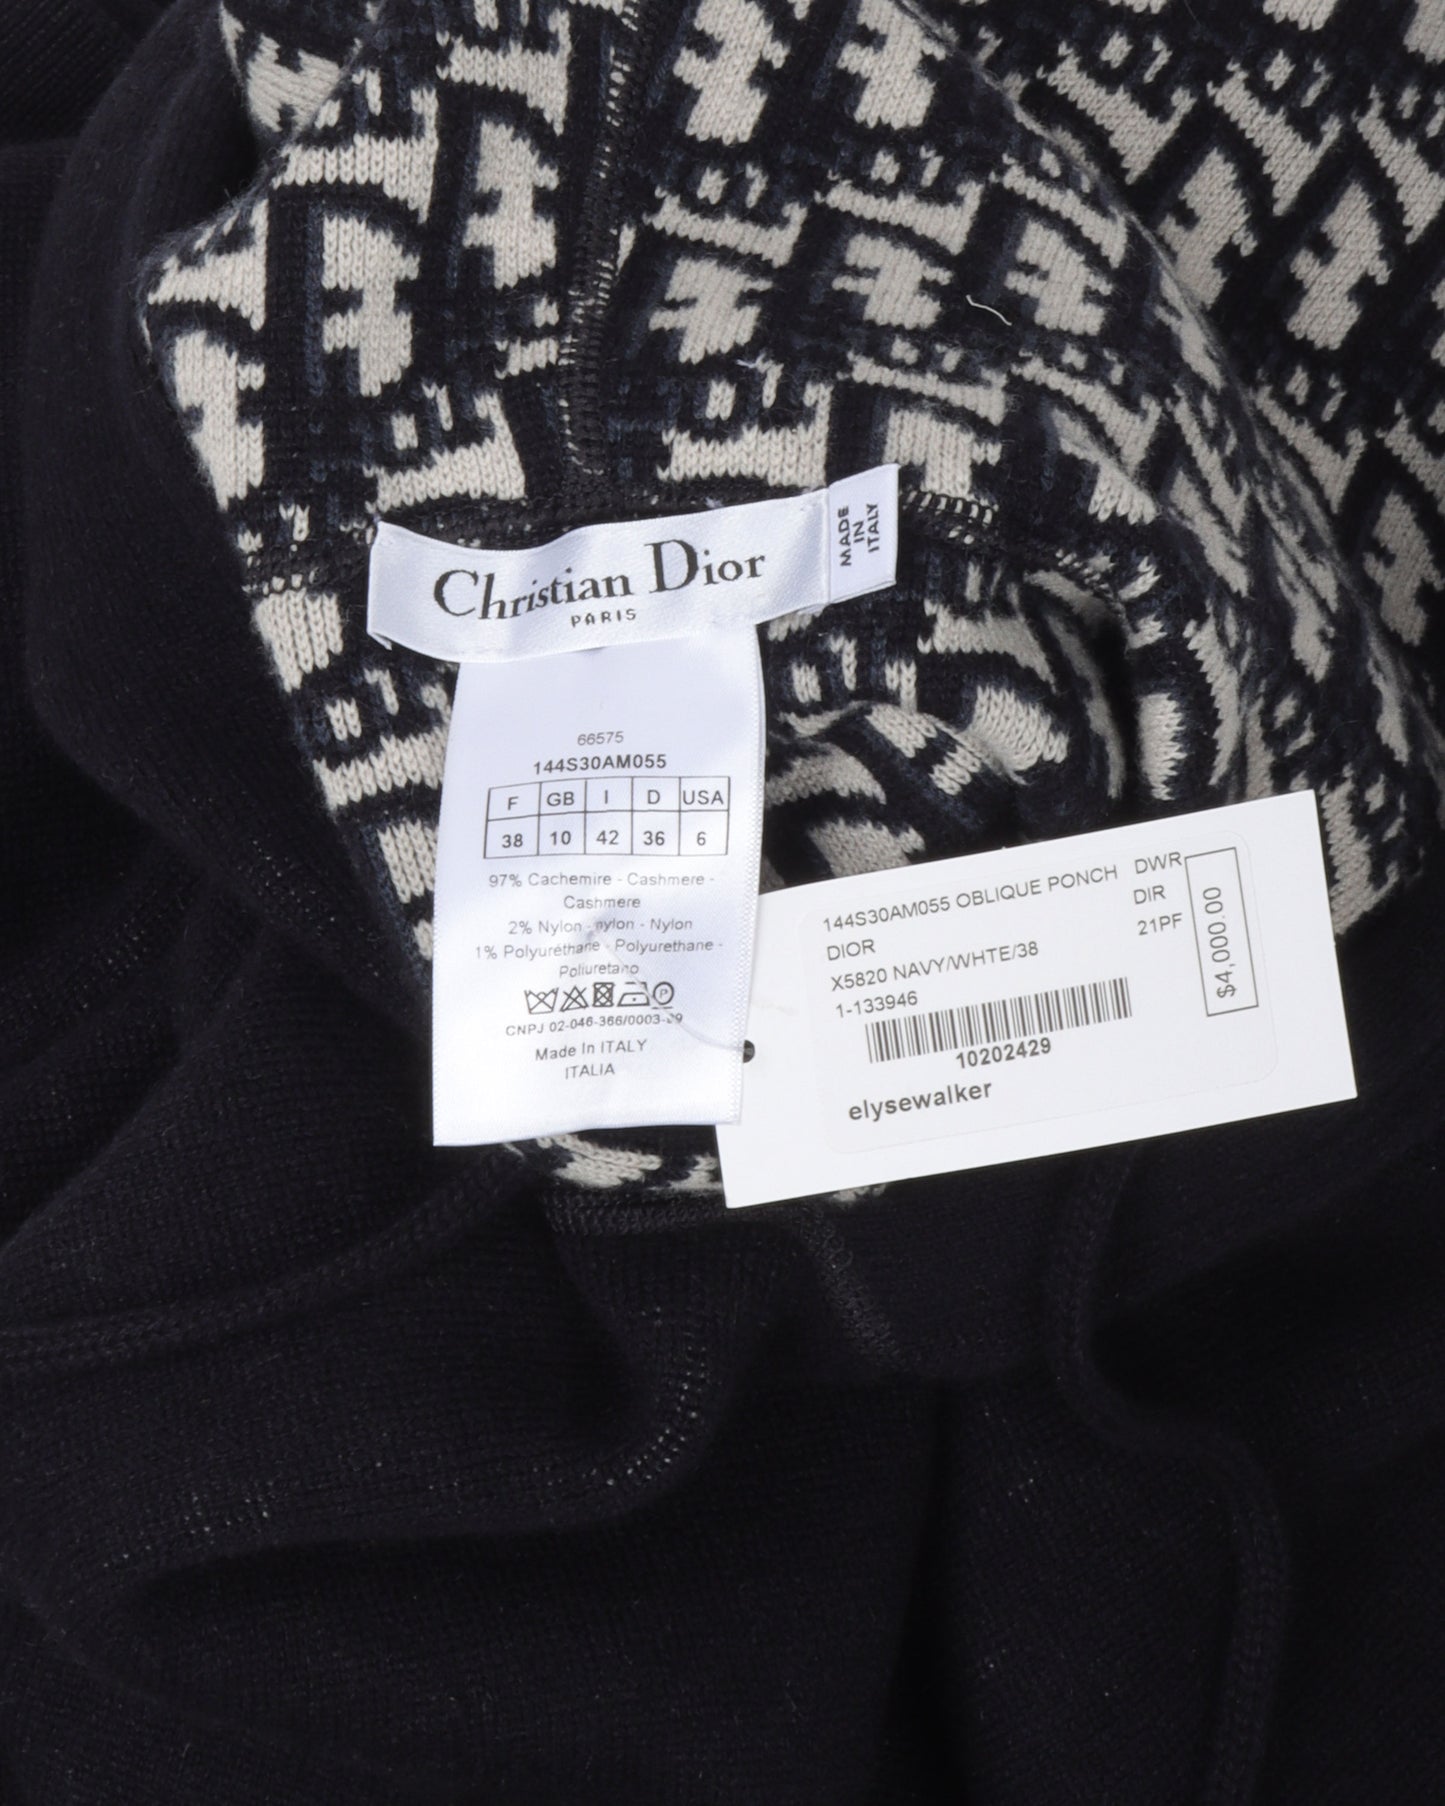 Christian Dior
PARIS
MADE
IN
ITALY
66575
144S30AM055
F GB I D USA
38 10 42 36 6
97% Cachemire - Cashmere -
Cashmere
2% Nylon - nylon - Nylon
1% Polyuréthane - Polyurethane -
Poliuretano
P
CNPJ 02-046-366/0003-29
Made In ITALY
ITALIA
144S30AM055 OBLIQUE PONCH DWR
DIOR DIR
X5820 NAVY/WHTE/38 21PF
1-133946
$4,000.00
10202429
elysewalker